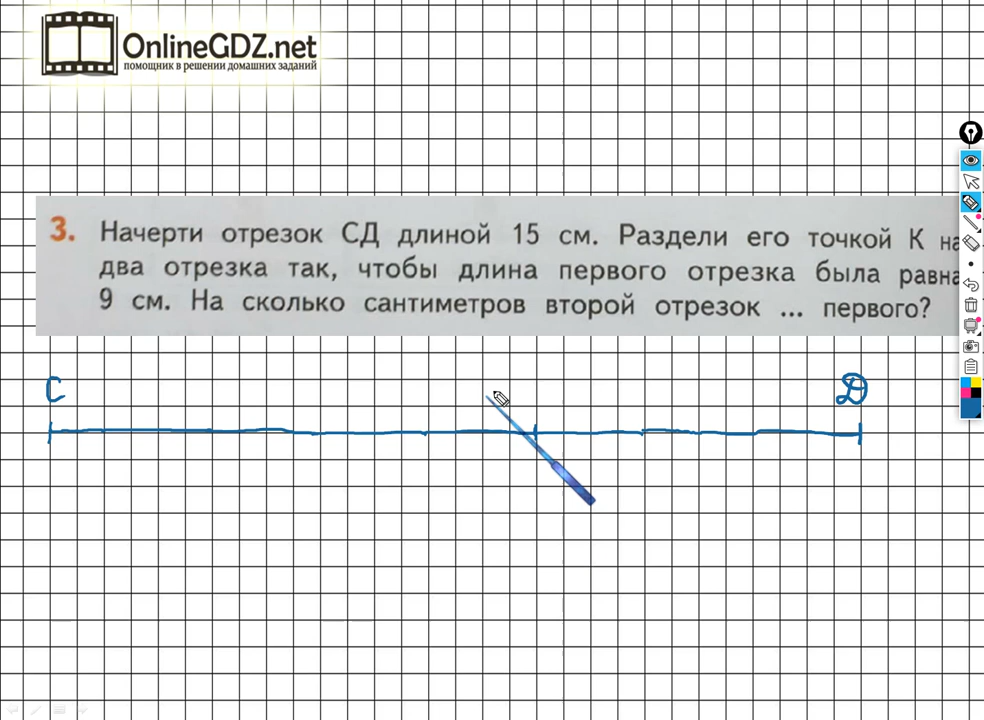 OnlineGDZ.net
помощник в решении домашних заданий
3. Начерти отрезок СД длиной 15 см. Раздели его точкой К на
два отрезка так, чтобы длина первого отрезка была равна
9 см. На сколько сантиметров второй отрезок ... первого?
С Д